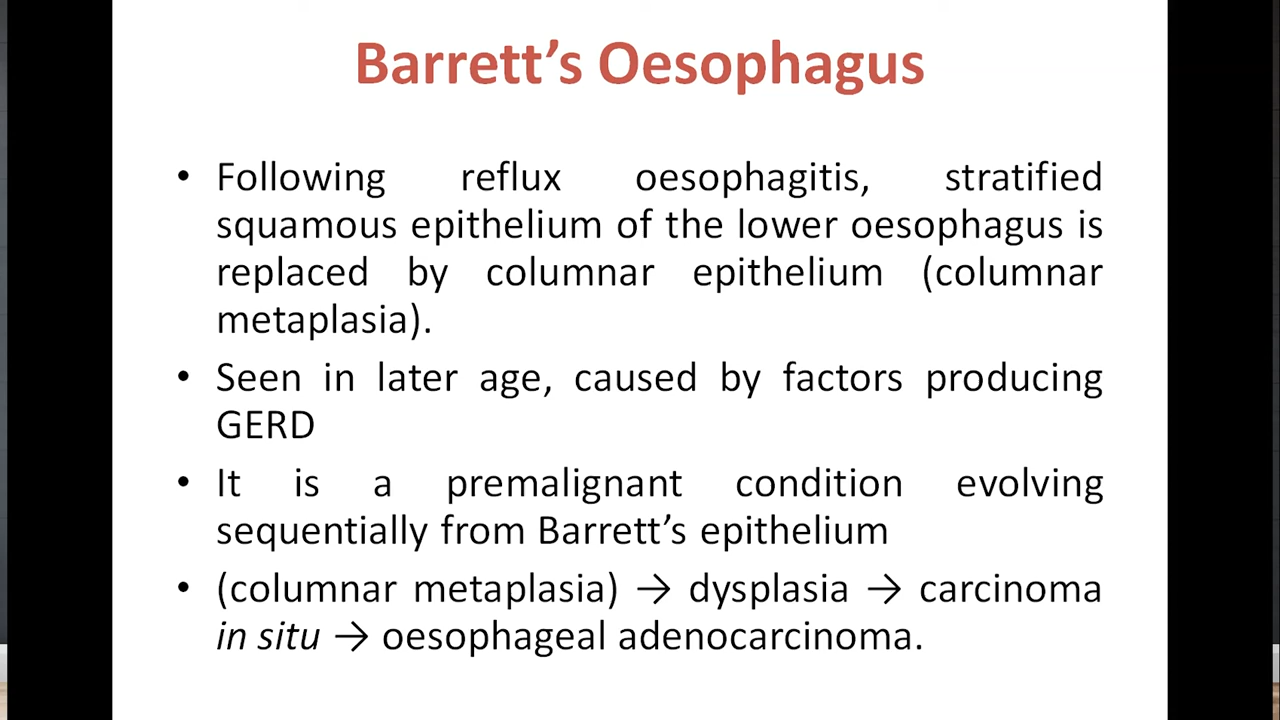 Barrett’s Oesophagus
• Following reflux oesophagitis, stratified
squamous epithelium of the lower oesophagus is
replaced by columnar epithelium (columnar
metaplasia).
• Seen in later age, caused by factors producing
GERD
• It is a premalignant condition evolving
sequentially from Barrett’s epithelium
• (columnar metaplasia) → dysplasia → carcinoma
in situ → oesophageal adenocarcinoma.